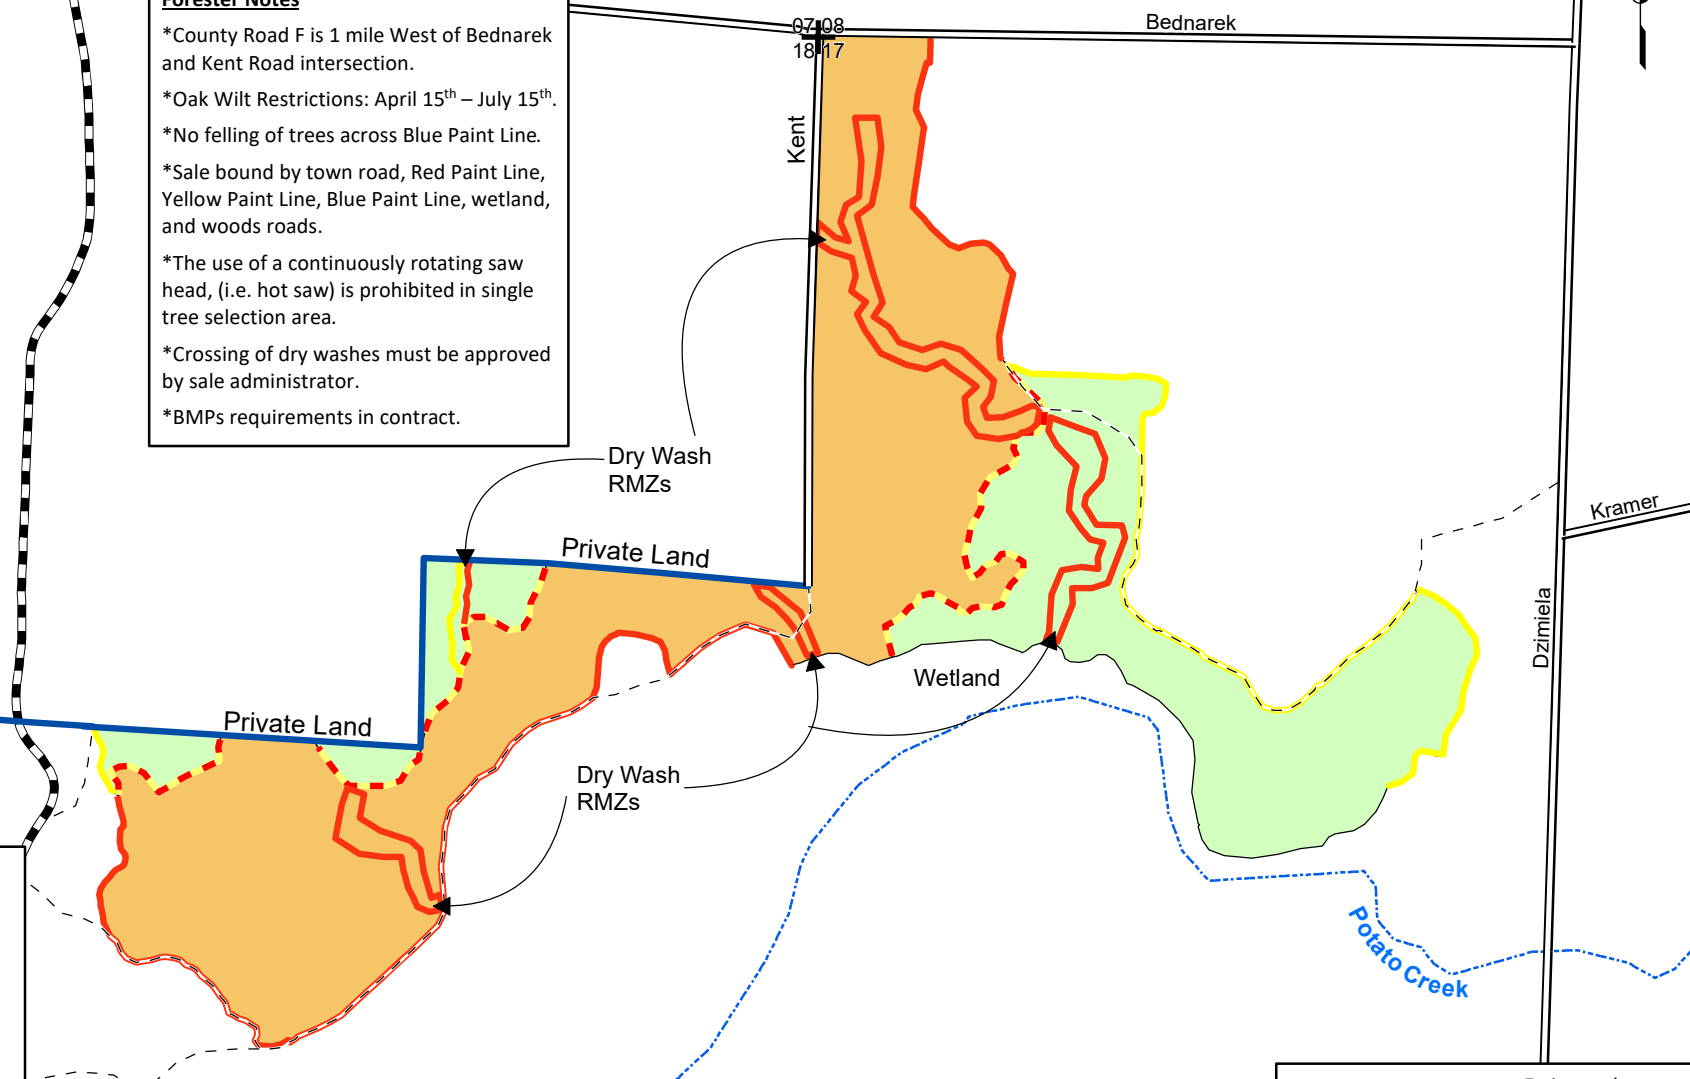 Forester Notes
*County Road F is 1 mile West of Bednarek
and Kent Road intersection.
*Oak Wilt Restrictions: April 15th – July 15th.
*No felling of trees across Blue Paint Line.
*Sale bound by town road, Red Paint Line,
Yellow Paint Line, Blue Paint Line, wetland,
and woods roads.
*The use of a continuously rotating saw
head, (i.e. hot saw) is prohibited in single
tree selection area.
*Crossing of dry washes must be approved
by sale administrator.
*BMPs requirements in contract.
07 08
18 17
Bednarek
Kent
Dry Wash
RMZs
Private Land
Kramer
Dzimiela
Wetland
Private Land
Dry Wash
RMZs
Potato Creek